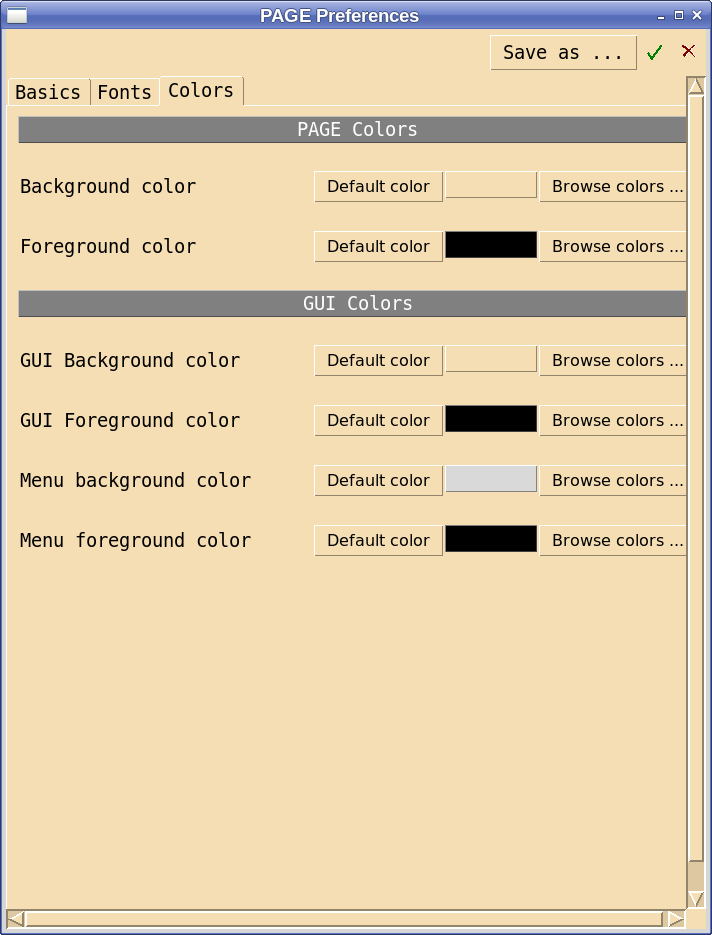 PAGE Preferences
Save as ...
Basics Fonts Colors
PAGE Colors
Background color Default color Browse colors ...
Foreground color Default color Browse colors ...
GUI Colors
GUI Background color Default color Browse colors ...
GUI Foreground color Default color Browse colors ...
Menu background color Default color Browse colors ...
Menu foreground color Default color Browse colors ...